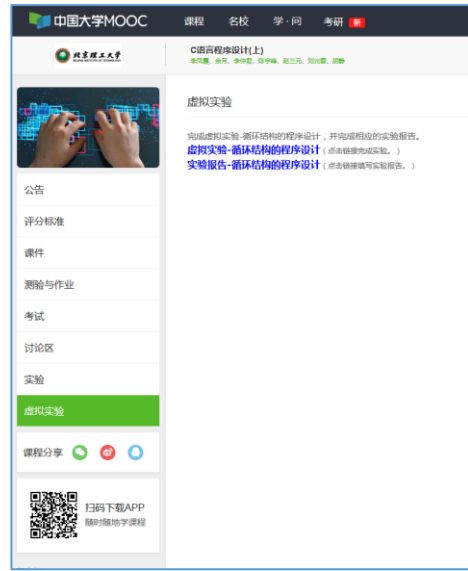 中国大学MOOC 课程 名校 学·问 考研 新
北京理工大学
C语言程序设计(上)
虚拟实验
完成虚拟实验-循环结构的程序设计，并完成相应的实验报告。
虚拟实验-循环结构的程序设计（点击链接完成实验。）
实验报告-循环结构的程序设计（点击链接填写实验报告。）
公告
评分标准
课件
测验与作业
考试
讨论区
实验
虚拟实验
课程分享
扫码下载APP
随时随地学课程